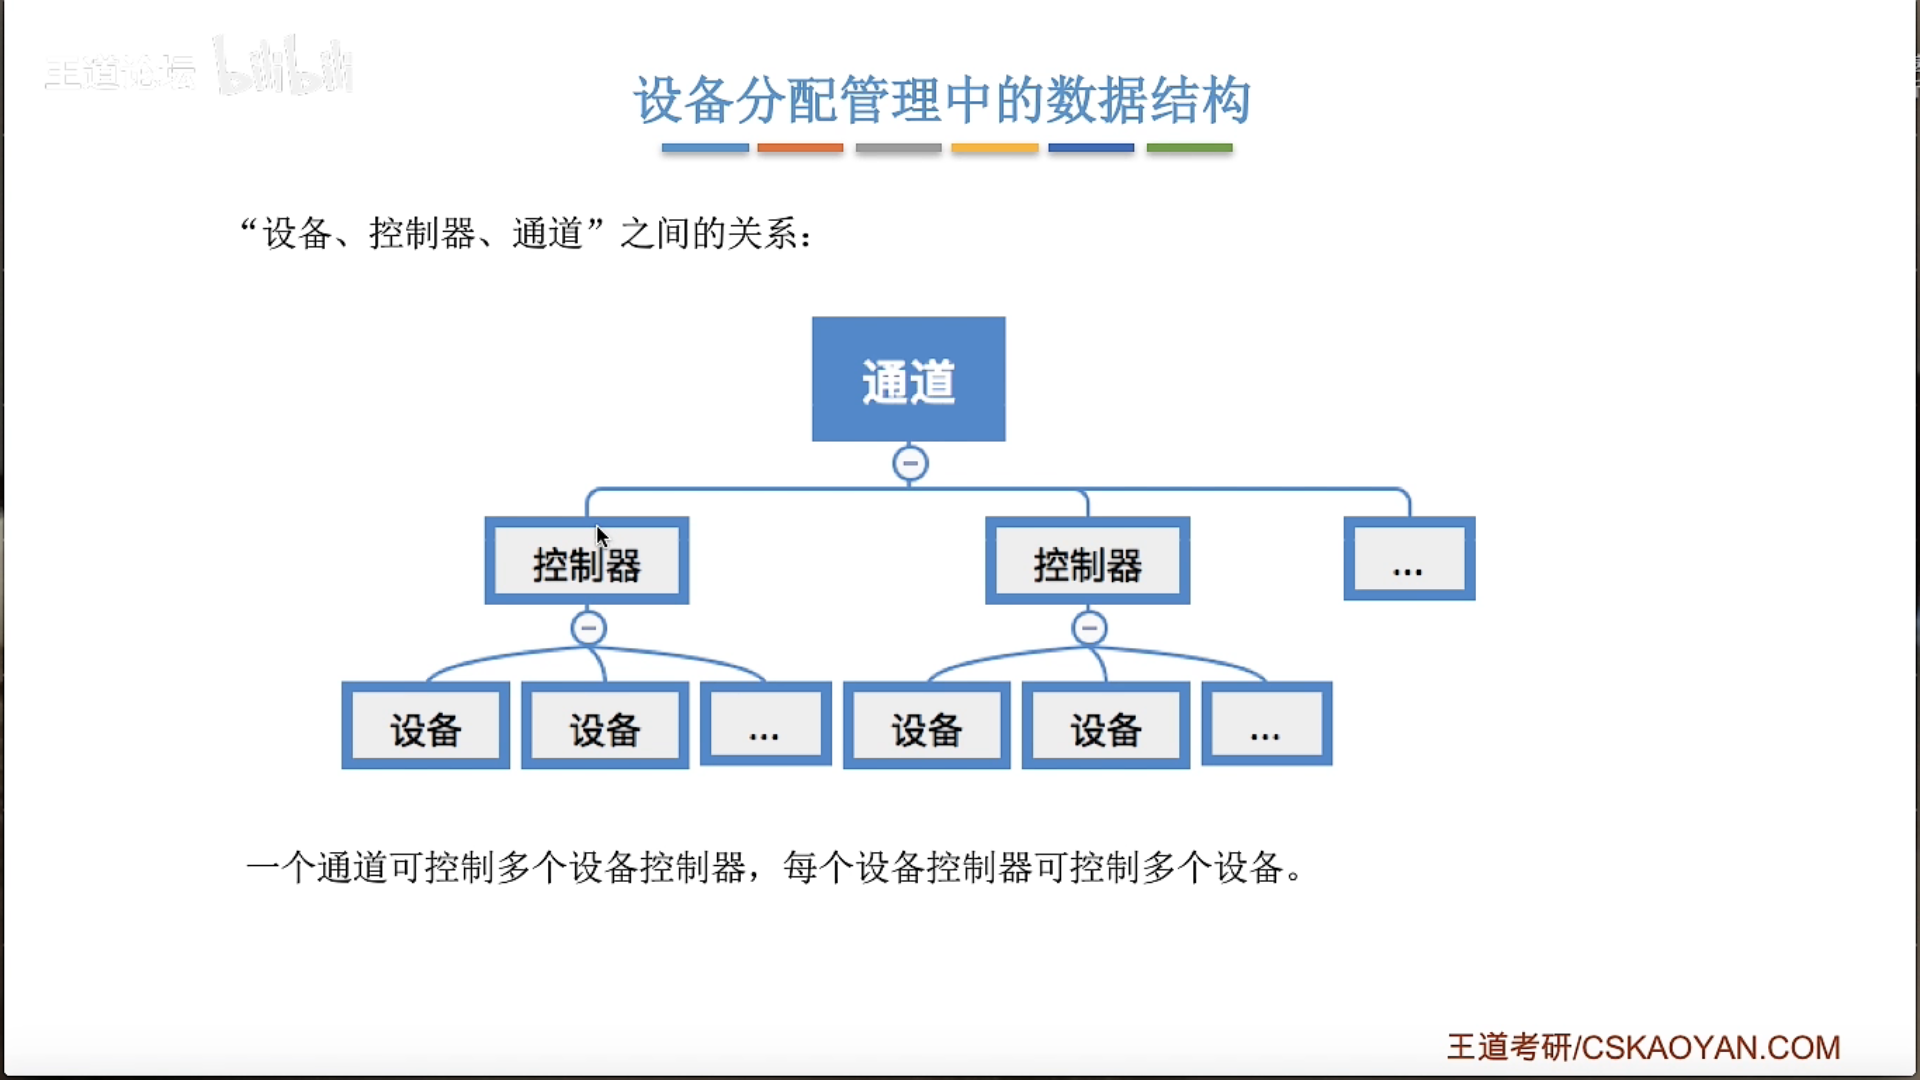 王道论坛 bilibili
设备分配管理中的数据结构
“设备、控制器、通道”之间的关系：
通道
控制器 控制器 ...
设备 设备 ... 设备 设备 ...
一个通道可控制多个设备控制器，每个设备控制器可控制多个设备。
王道考研/CSKAOYAN.COM